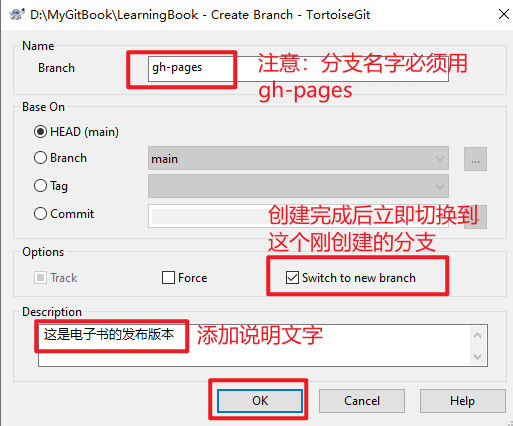 D:\MyGitBook\LearningBook - Create Branch - TortoiseGit
Name
Branch
gh-pages
注意：分支名字必须用
gh-pages
Base On
HEAD (main)
Branch
main
...
Tag
Commit
创建完成后立即切换到
这个刚创建的分支
Options
Track
Force
Switch to new branch
Description
这是电子书的发布版本
添加说明文字
OK
Cancel
Help